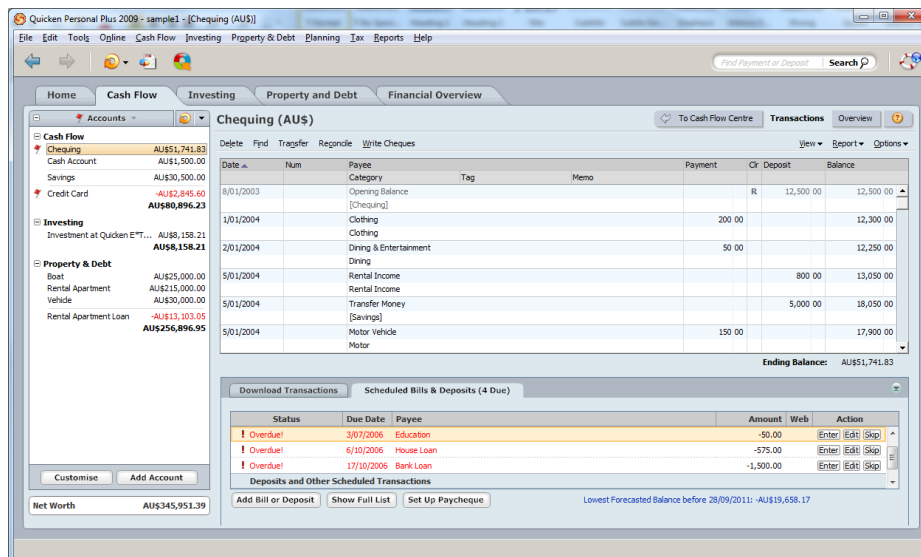 Quicken Personal Plus 2009 - sample1 - [Chequing (AU$)]
File Edit Tools Online Cash Flow Investing Property & Debt Planning Tax Reports Help
Find Payment or Deposit Search
Home Cash Flow Investing Property and Debt Financial Overview
Accounts
Cash Flow
Chequing AU$51,741.83
Cash Account AU$1,500.00
Savings AU$30,500.00
Credit Card -AU$2,845.60
AU$80,896.23
Investing
Investment at Quicken E*T... AU$8,158.21
AU$8,158.21
Property & Debt
Boat AU$25,000.00
Rental Apartment AU$215,000.00
Vehicle AU$30,000.00
Rental Apartment Loan -AU$13,103.05
AU$256,896.95
Customise Add Account
Net Worth AU$345,951.39
Chequing (AU$) To Cash Flow Centre Transactions Overview ?
Delete Find Transfer Reconcile Write Cheques View Report Options
Date Num Payee Payment Clr Deposit Balance
Category Tag Memo
8/01/2003 Opening Balance R 12,500 00 12,500 00
[Chequing]
1/01/2004 Clothing 200 00 12,300 00
Clothing
2/01/2004 Dining & Entertainment 50 00 12,250 00
Dining
5/01/2004 Rental Income 800 00 13,050 00
Rental Income
5/01/2004 Transfer Money 5,000 00 18,050 00
[Savings]
5/01/2004 Motor Vehicle 150 00 17,900 00
Motor
Ending Balance: AU$51,741.83
Download Transactions Scheduled Bills & Deposits (4 Due)
Status Due Date Payee Amount Web Action
! Overdue! 3/07/2006 Education -50.00 Enter Edit Skip
! Overdue! 6/10/2006 House Loan -575.00 Enter Edit Skip
! Overdue! 17/10/2006 Bank Loan -1,500.00 Enter Edit Skip
Deposits and Other Scheduled Transactions
Add Bill or Deposit Show Full List Set Up Paycheque Lowest Forecasted Balance before 28/09/2011: -AU$19,658.17